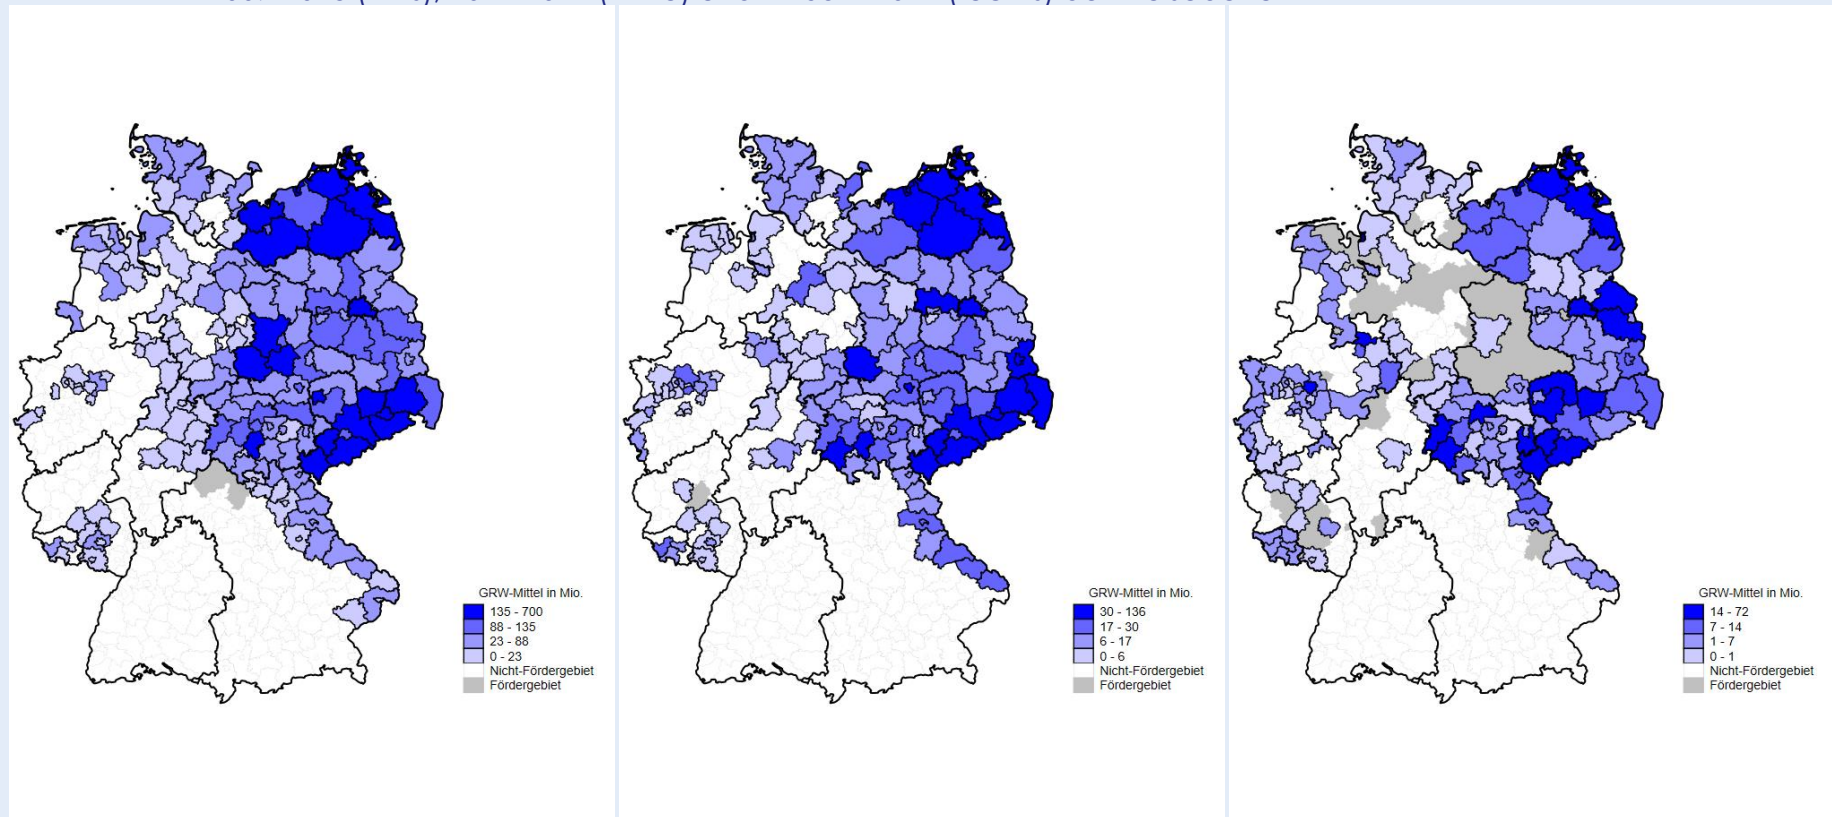 GRW-Mittel in Mio.
135 - 700
88 - 135
23 - 88
0 - 23
Nicht-Fördergebiet
Fördergebiet
GRW-Mittel in Mio.
30 - 136
17 - 30
6 - 17
0 - 6
Nicht-Fördergebiet
Fördergebiet
GRW-Mittel in Mio.
14 - 72
7 - 14
1 - 7
0 - 1
Nicht-Fördergebiet
Fördergebiet